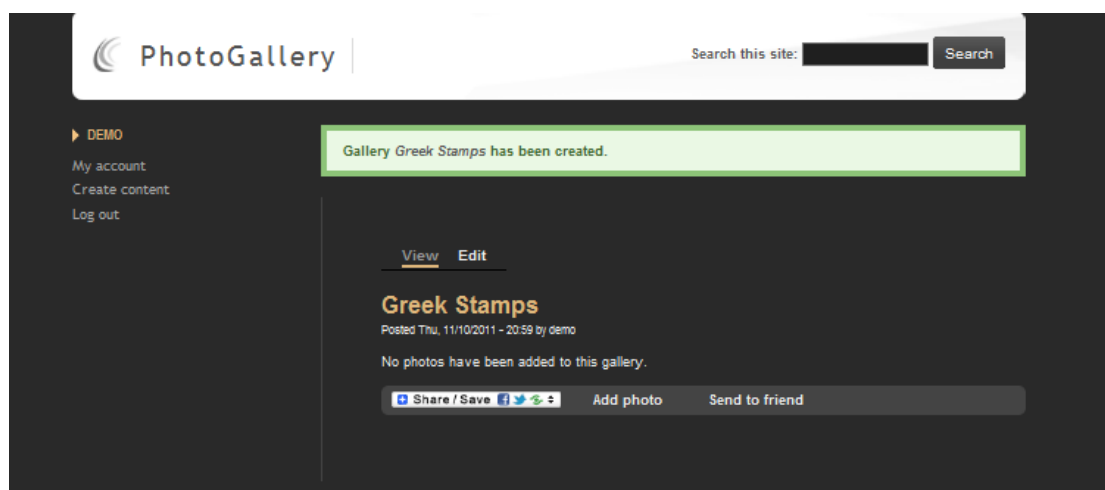 PhotoGallery
Search this site:
Search
DEMO
My account
Create content
Log out
Gallery Greek Stamps has been created.
View Edit
Greek Stamps
Posted Thu, 11/10/2011 - 20:59 by demo
No photos have been added to this gallery.
Share / Save Add photo Send to friend